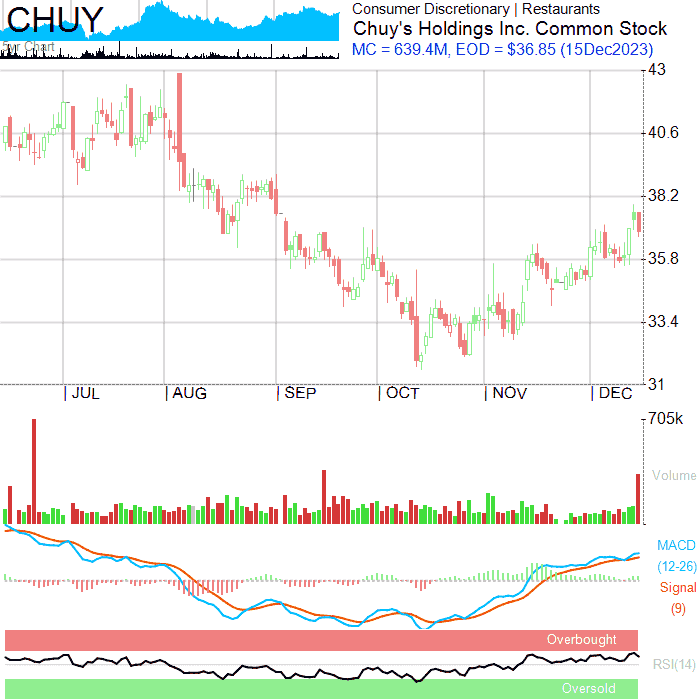 CHUY
5yr Chart
Consumer Discretionary | Restaurants
Chuy's Holdings Inc. Common Stock
MC = 639.4M, EOD = $36.85 (15Dec2023)
43
40.6
38.2
35.8
33.4
31
| JUL | AUG | SEP | OCT | NOV | DEC
705k
Volume
MACD
(12-26)
Signal
(9)
Overbought
RSI(14)
Oversold